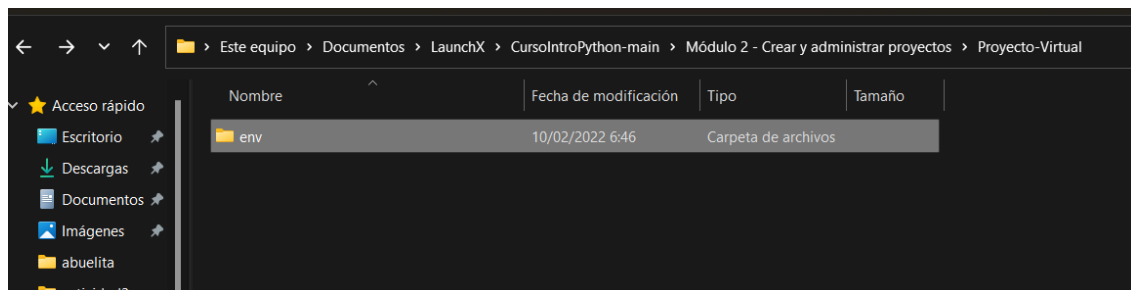 Este equipo > Documentos > LaunchX > CursoIntroPython-main > Módulo 2 - Crear y administrar proyectos > Proyecto-Virtual
Acceso rápido
Nombre Fecha de modificación Tipo Tamaño
Escritorio
env 10/02/2022 6:46 Carpeta de archivos
Descargas
Documentos
Imágenes
abuelita